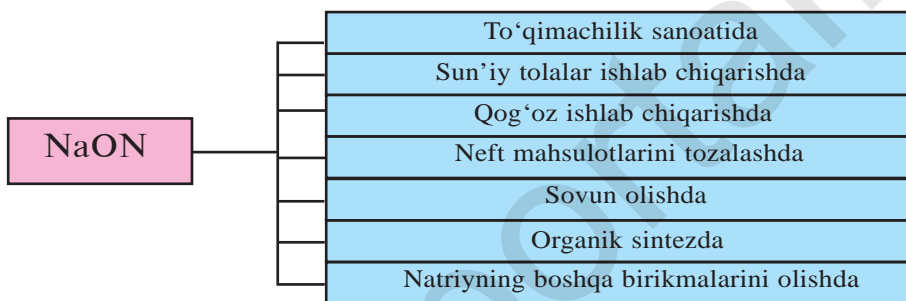 NaON
To‘qimachilik sanoatida
Sun’iy tolalar ishlab chiqarishda
Qog‘oz ishlab chiqarishda
Neft mahsulotlarini tozalashda
Sovun olishda
Organik sintezda
Natriyning boshqa birikmalarini olishda